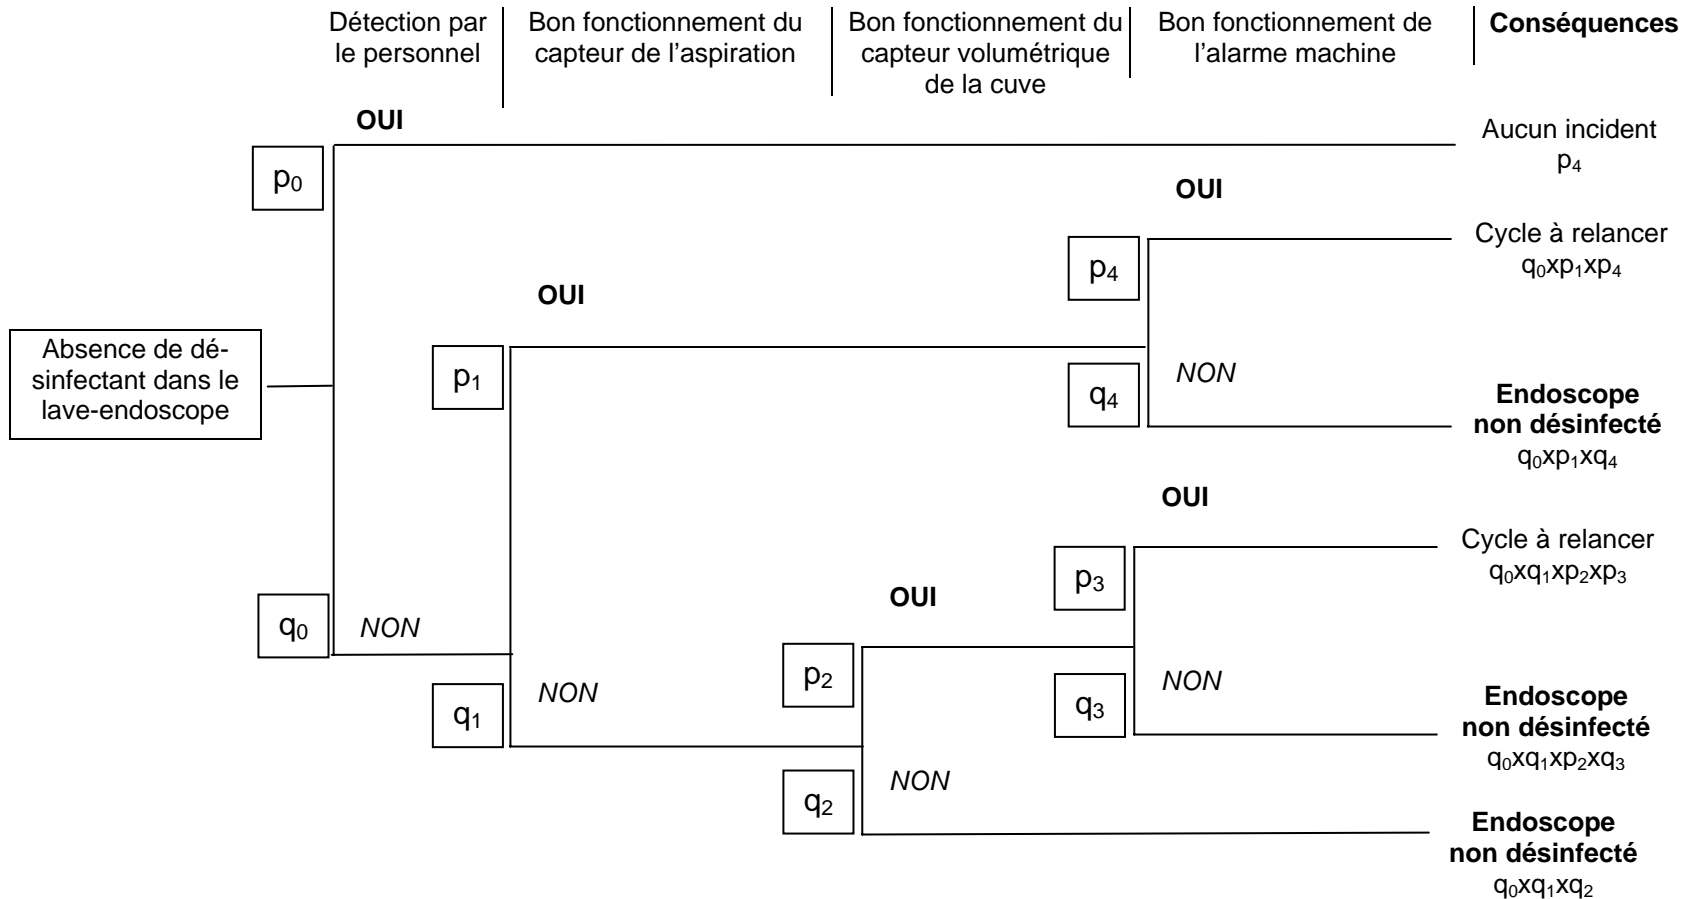 Détection par
le personnel
Bon fonctionnement du
capteur de l'aspiration
Bon fonctionnement du
capteur volumétrique
de la cuve
Bon fonctionnement de
l'alarme machine
Conséquences
OUI
Aucun incident
p4
p0
OUI
Cycle à relancer
q0xp1xp4
p4
OUI
Absence de dé-
sinfectant dans le
lave-endoscope
p1
NON
q4
Endoscope
non désinfecté
q0xp1xq4
OUI
Cycle à relancer
q0xq1xp2xp3
p3
OUI
q0
NON
p2
NON
q3
q1
NON
Endoscope
non désinfecté
q0xq1xp2xq3
q2
NON
Endoscope
non désinfecté
q0xq1xq2